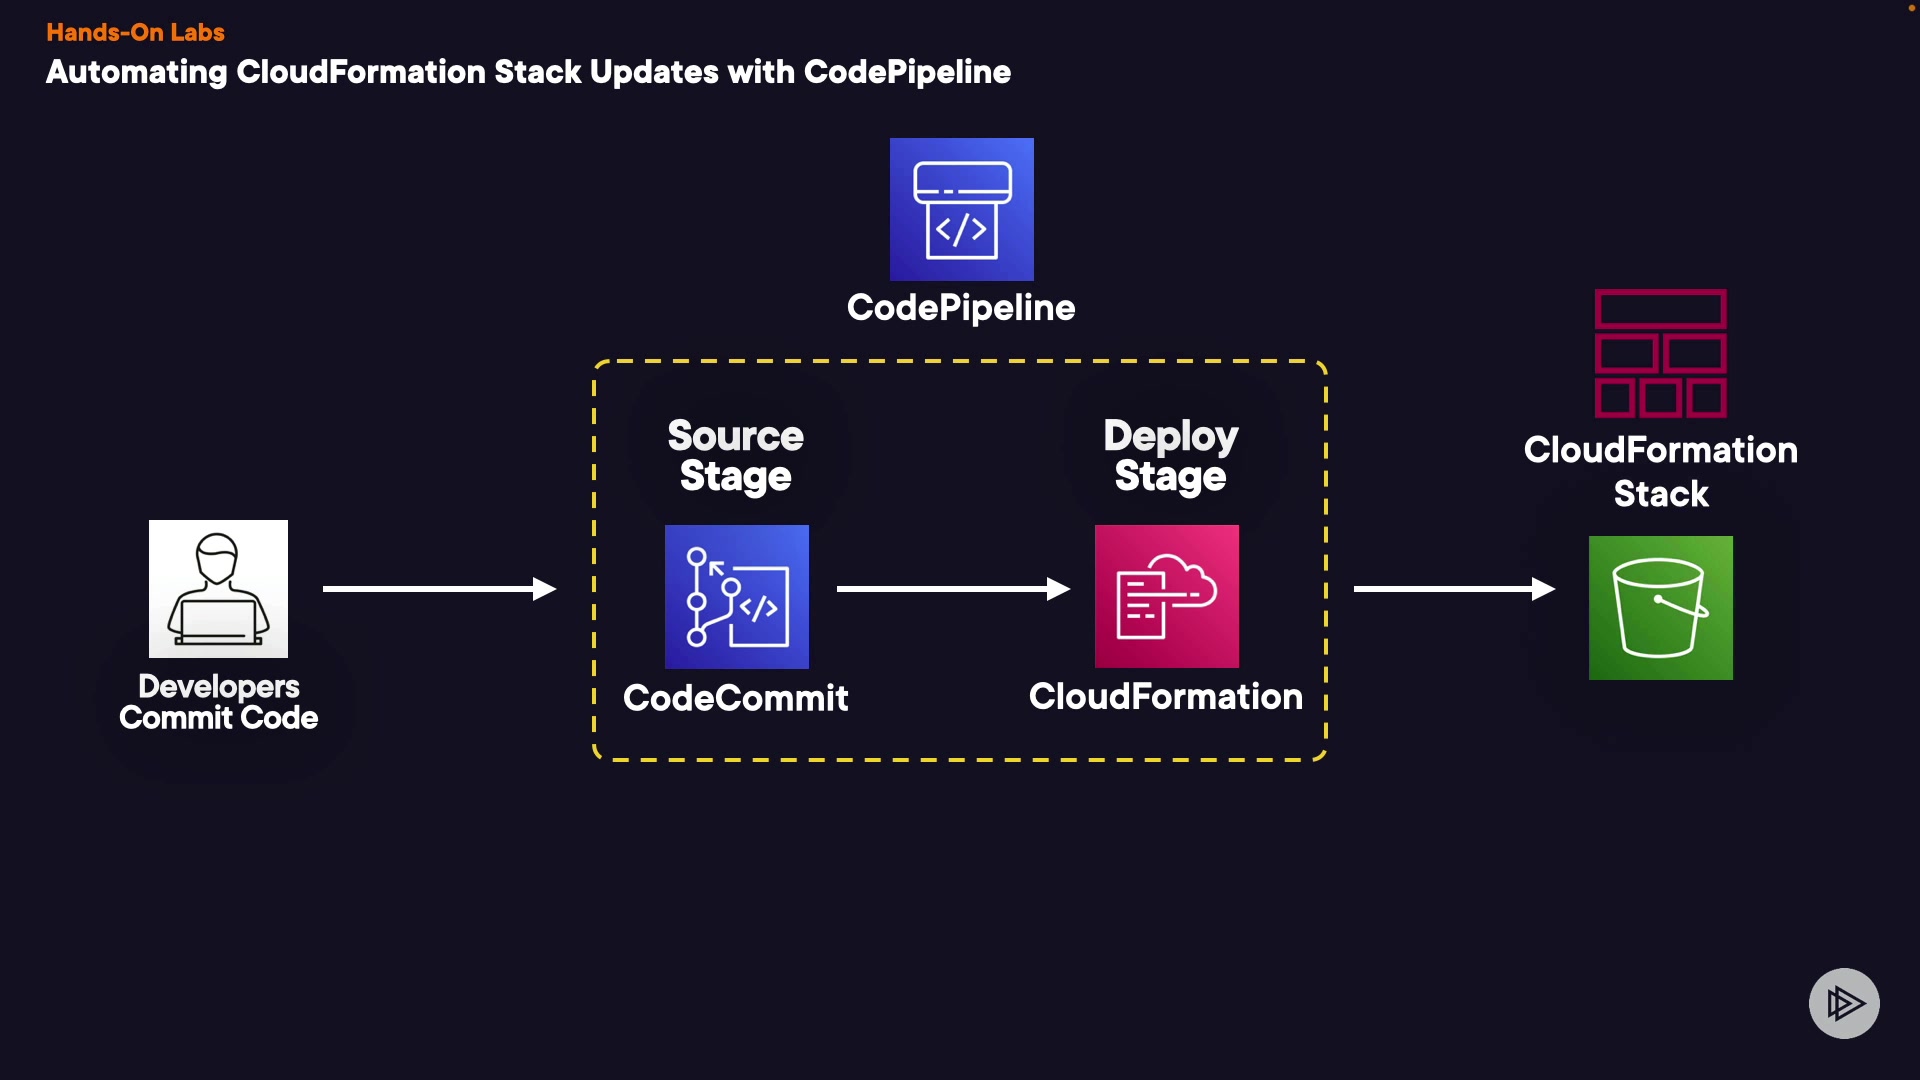 Hands-On Labs
Automating CloudFormation Stack Updates with CodePipeline
CodePipeline
Source
Stage
Deploy
Stage
CodeCommit
CloudFormation
Developers
Commit Code
CloudFormation
Stack